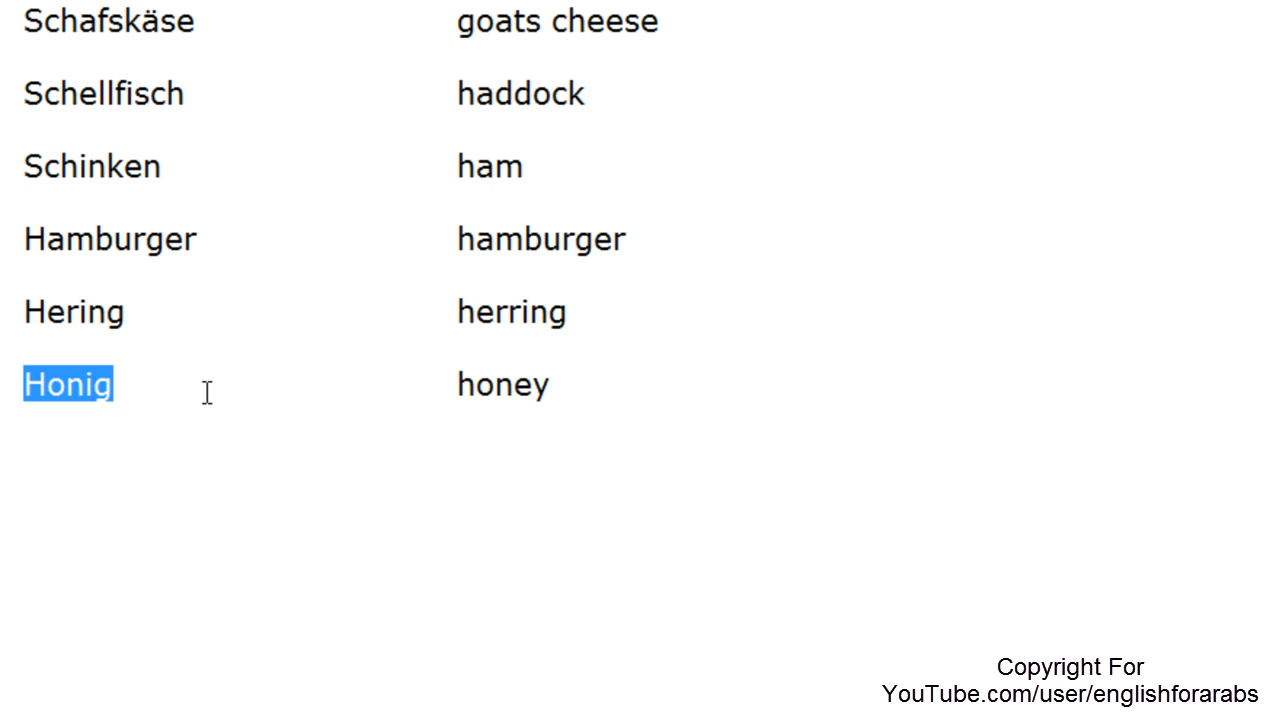 Schafskäse goats cheese
Schellfisch haddock
Schinken ham
Hamburger hamburger
Hering herring
Honig honey
Copyright For
YouTube.com/user/englishforarabs